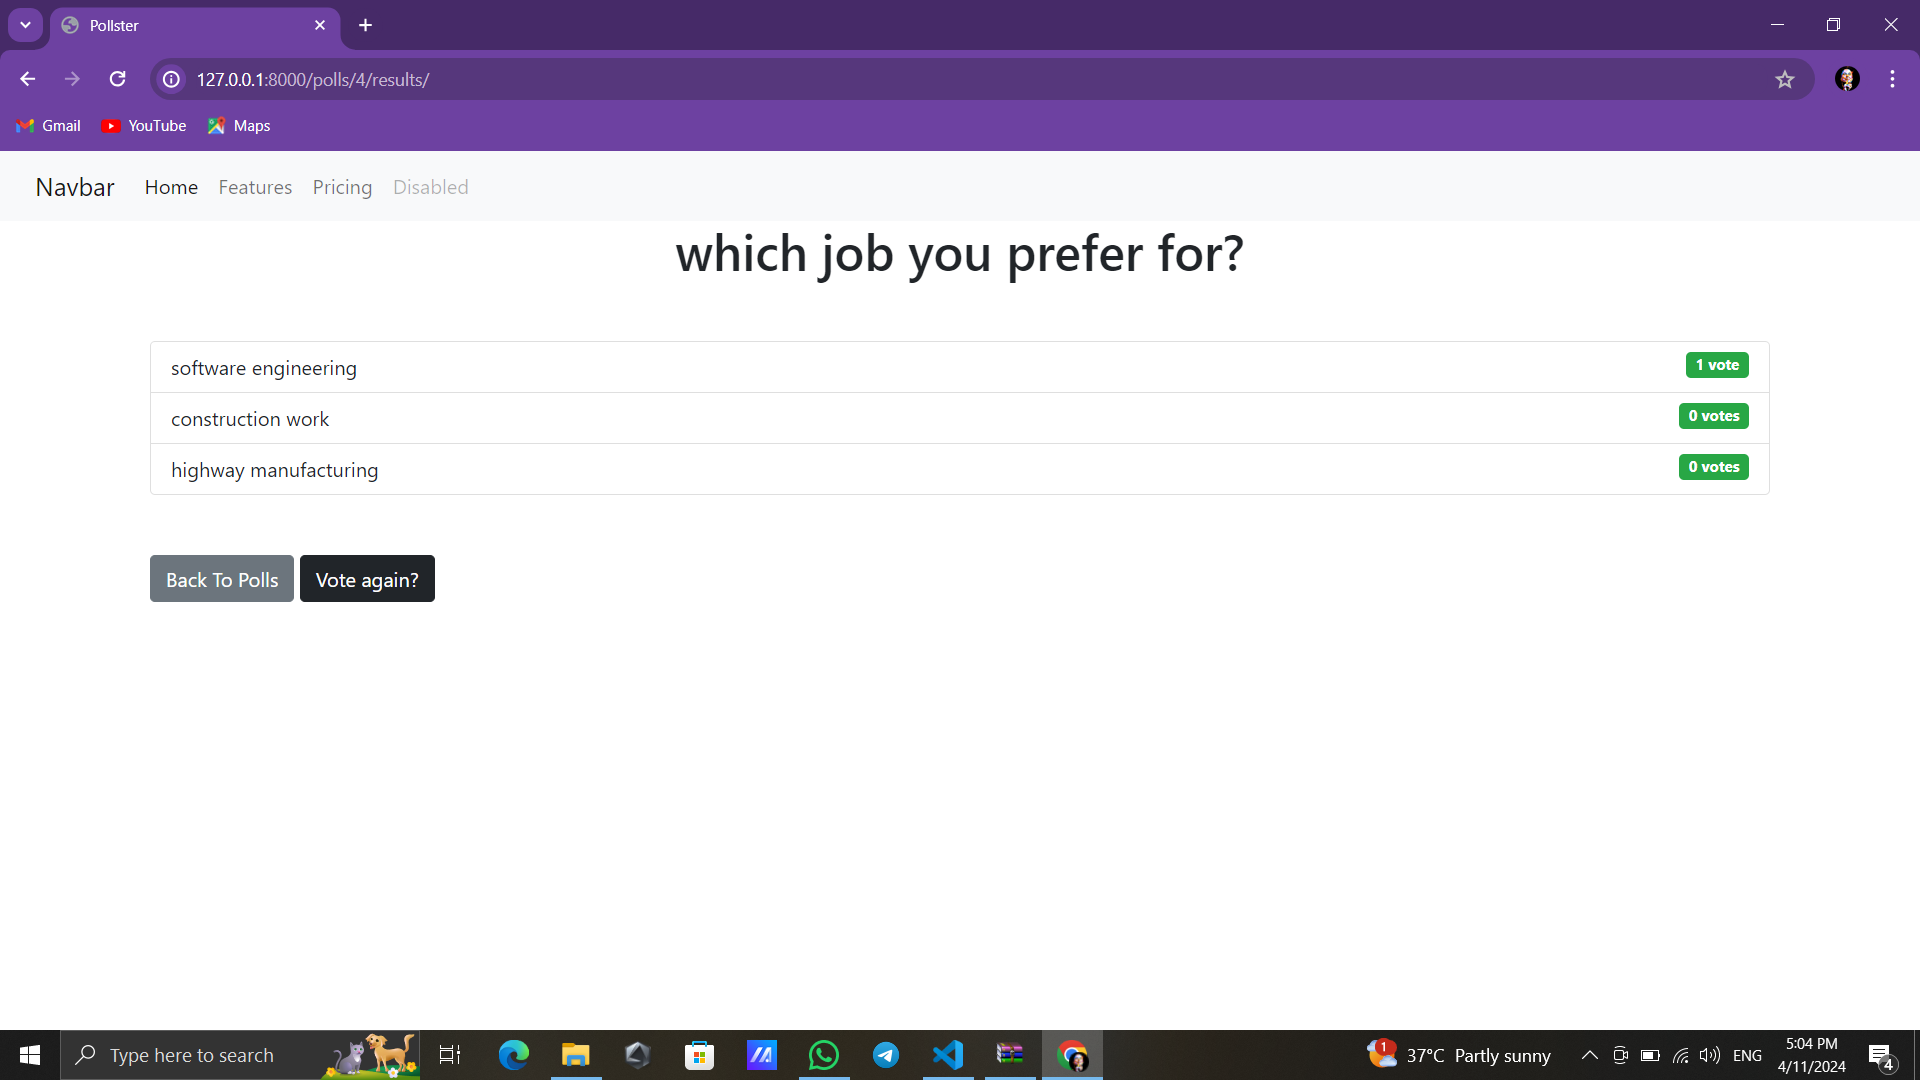 Pollster
127.0.0.1:8000/polls/4/results/
Gmail YouTube Maps
Navbar Home Features Pricing Disabled
which job you prefer for?
software engineering 1 vote
construction work 0 votes
highway manufacturing 0 votes
Back To Polls Vote again?
Type here to search 1 37°C Partly sunny ENG 5:04 PM
4/11/2024 4